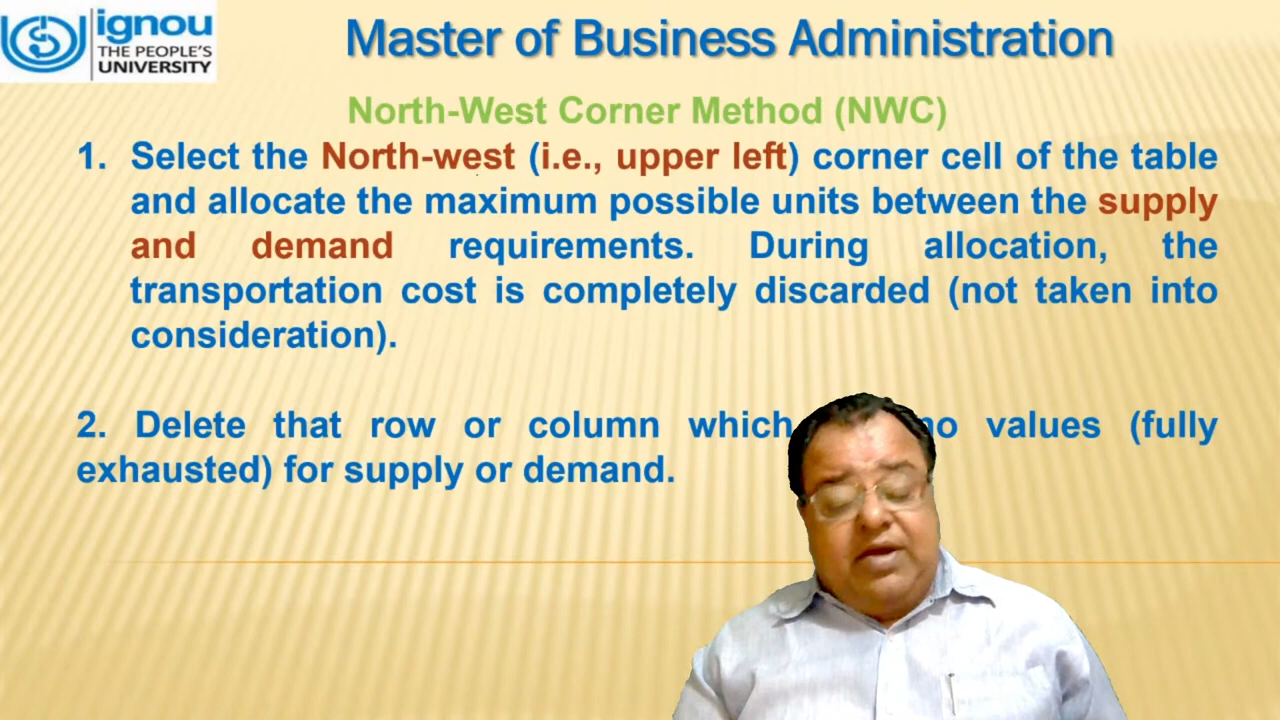 ignou
THE PEOPLE'S
UNIVERSITY
Master of Business Administration
North-West Corner Method (NWC)
1. Select the North-west (i.e., upper left) corner cell of the table
and allocate the maximum possible units between the supply
and demand requirements. During allocation, the
transportation cost is completely discarded (not taken into
consideration).
2. Delete that row or column which no values (fully
exhausted) for supply or demand.